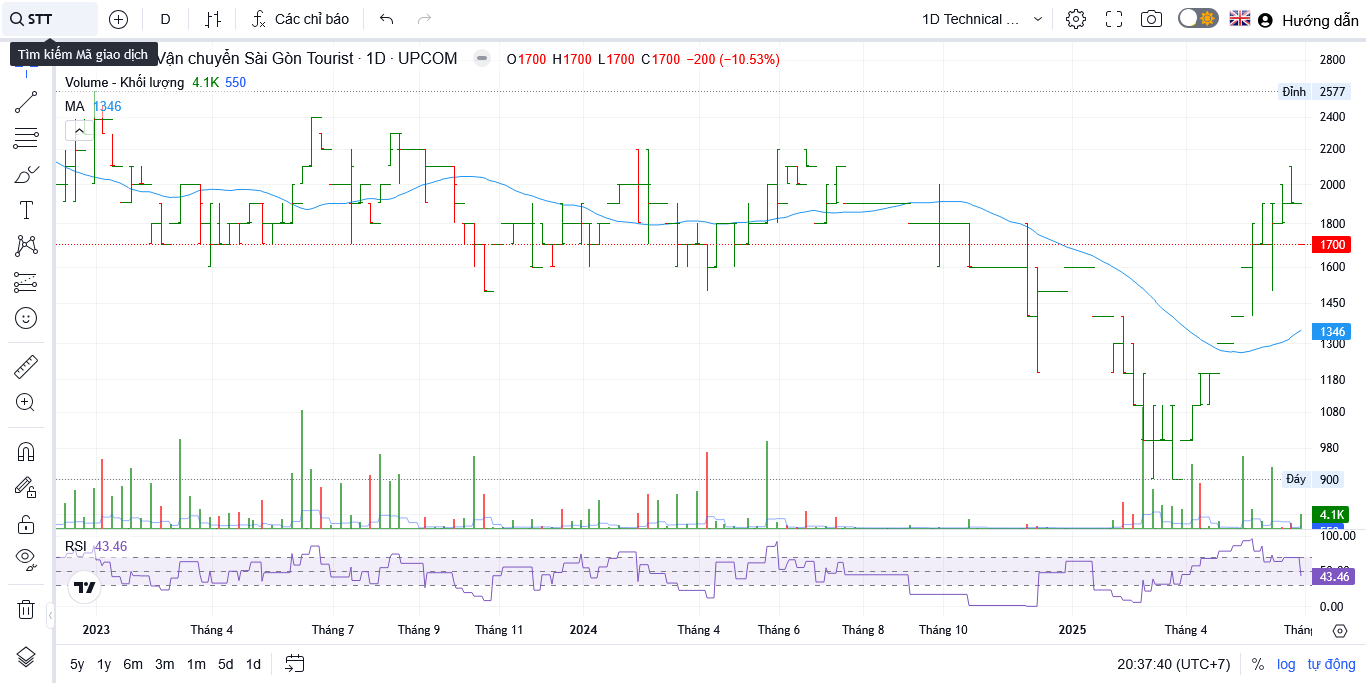 STT
D
Các chỉ báo
1D Technical ...
Hướng dẫn
Tìm kiếm Mã giao dịch
Vận chuyển Sài Gòn Tourist · 1D · UPCOM
O1700 H1700 L1700 C1700 −200 (−10.53%)
Volume - Khối lượng 4.1K 550
MA 1346
2800
Đỉnh 2577
2400
2200
2000
1800
1700
1600
1450
1346
1300
1180
1080
980
Đáy 900
4.1K
RSI 43.46
100.00
43.46
0.00
2023 Tháng 4 Tháng 7 Tháng 9 Tháng 11 2024 Tháng 4 Tháng 6 Tháng 8 Tháng 10 2025 Tháng 4
5y 1y 6m 3m 1m 5d 1d
20:37:40 (UTC+7) % log tự động